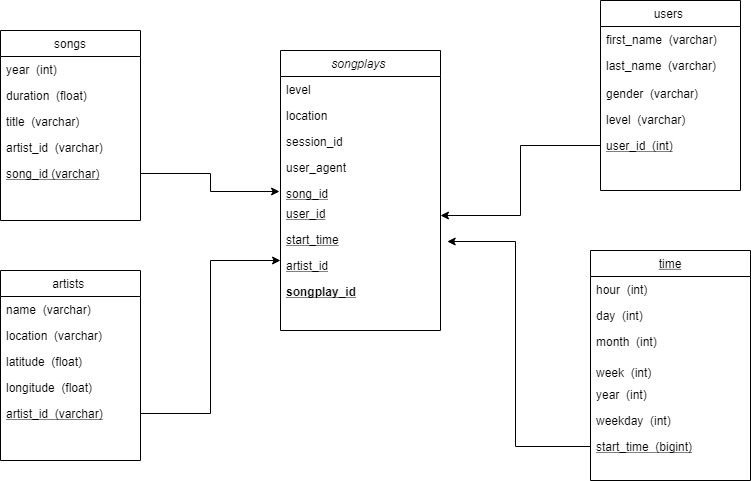 songs
year (int)
duration (float)
title (varchar)
artist_id (varchar)
song_id (varchar)
artists
name (varchar)
location (varchar)
latitude (float)
longitude (float)
artist_id (varchar)
songplays
level
location
session_id
user_agent
song_id
user_id
start_time
artist_id
songplay_id
users
first_name (varchar)
last_name (varchar)
gender (varchar)
level (varchar)
user_id (int)
time
hour (int)
day (int)
month (int)
week (int)
year (int)
weekday (int)
start_time (bigint)